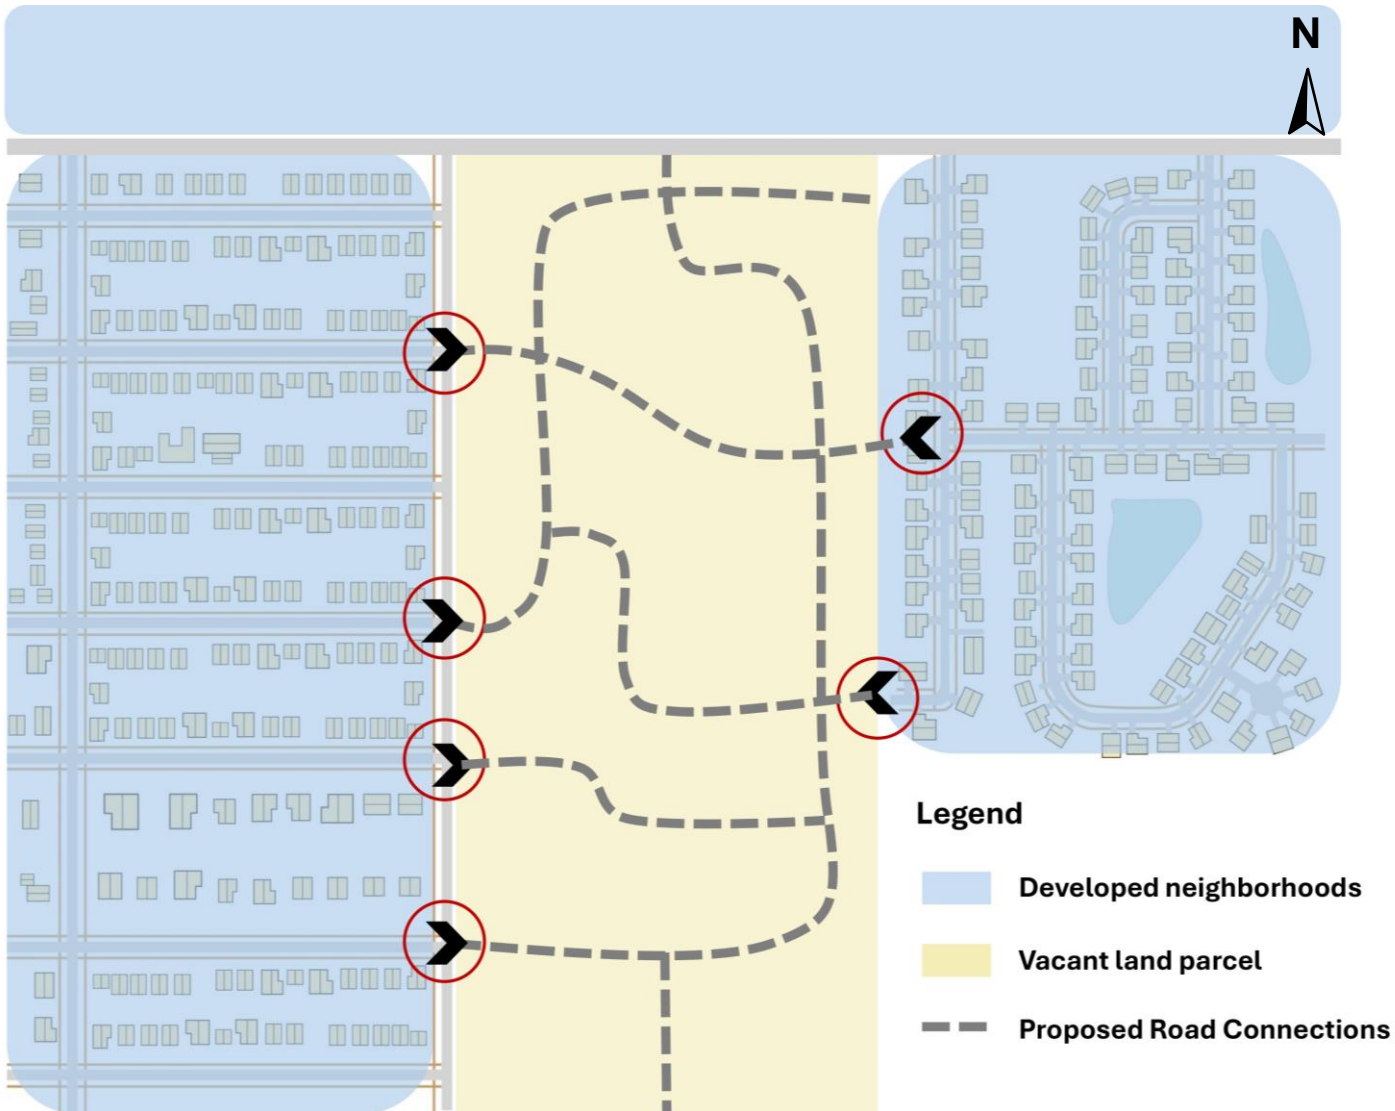 N
Legend
Developed neighborhoods
Vacant land parcel
Proposed Road Connections